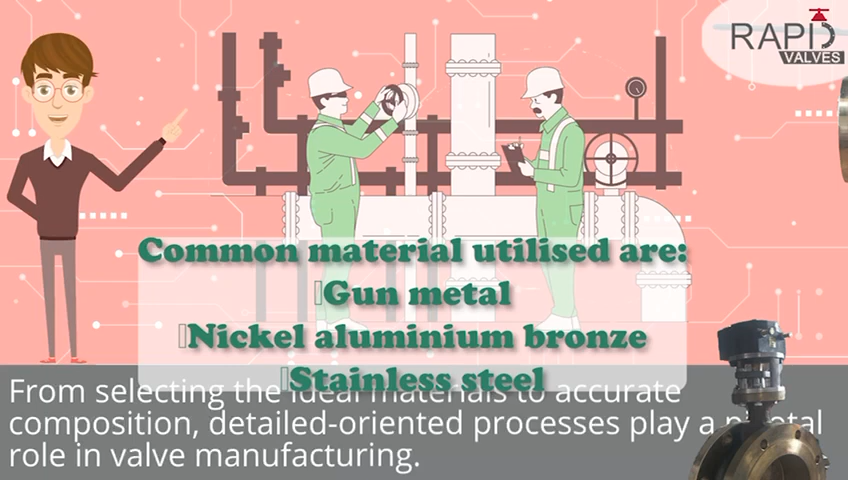 RAPID
VALVES
Common material utilised are:
Gun metal
Nickel aluminium bronze
Stainless steel
From selecting the ideal materials to accurate
composition, detailed-oriented processes play a pivotal
role in valve manufacturing.